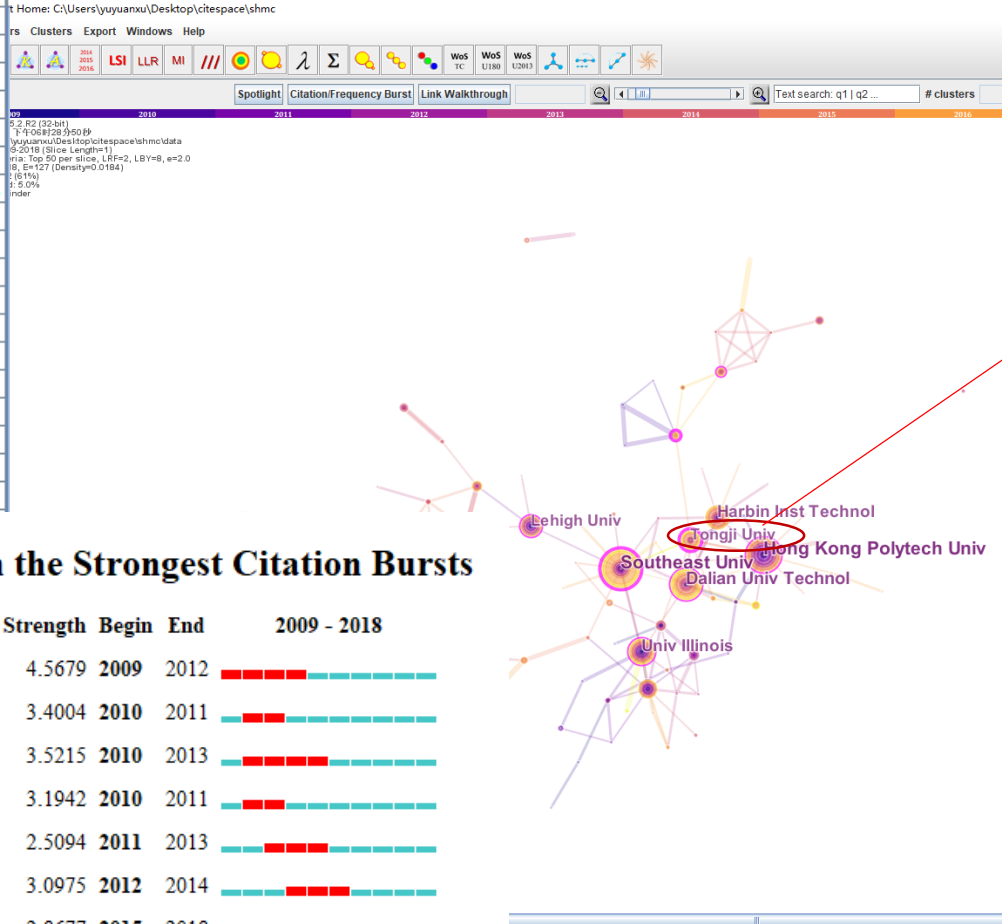 t Home: C:\Users\yuyuanxu\Desktop\citespace\shmc
rs Clusters Export Windows Help
2014
2015
2016
LSI LLR MI λ Σ WoS TC WoS U180 WoS U2013
Spotlight Citation/Frequency Burst Link Walkthrough Text search: q1 | q2 ... # clusters
09 2010 2011 2012 2013 2014 2015 2016
5.2.R2 (32-bit)
下午06时28分50秒
\yuyuanxu\Desktop\citespace\shmc\data
9-2018 (Slice Length=1)
eria: Top 50 per slice, LRF=2, LBY=8, e=2.0
18, E=127 (Density=0.0184)
(61%)
: 5.0%
inder
Harbin Inst Technol
Lehigh Univ
Tongji Univ
Hong Kong Polytech Univ
Southeast Univ
Dalian Univ Technol
Univ Illinois
the Strongest Citation Bursts
Strength Begin End 2009 - 2018
4.5679 2009 2012
3.4004 2010 2011
3.5215 2010 2013
3.1942 2010 2011
2.5094 2011 2013
3.0975 2012 2014